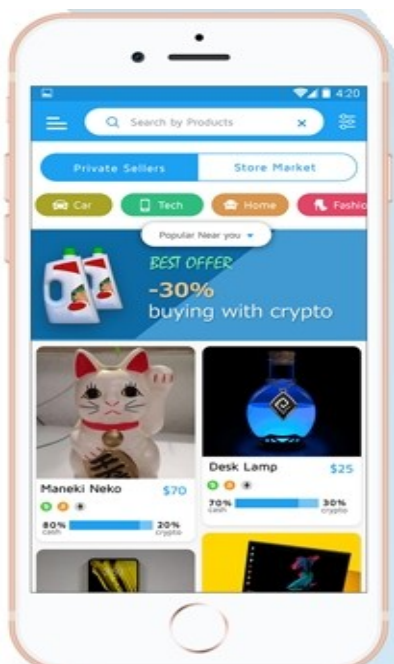 4:20
Search by Products ×
Private Sellers Store Market
Car Tech Home Fashio
Popular Near you
BEST OFFER
-30%
buying with crypto
Maneki Neko $70
80% 20%
cash crypto
Desk Lamp $25
70% 30%
cash crypto